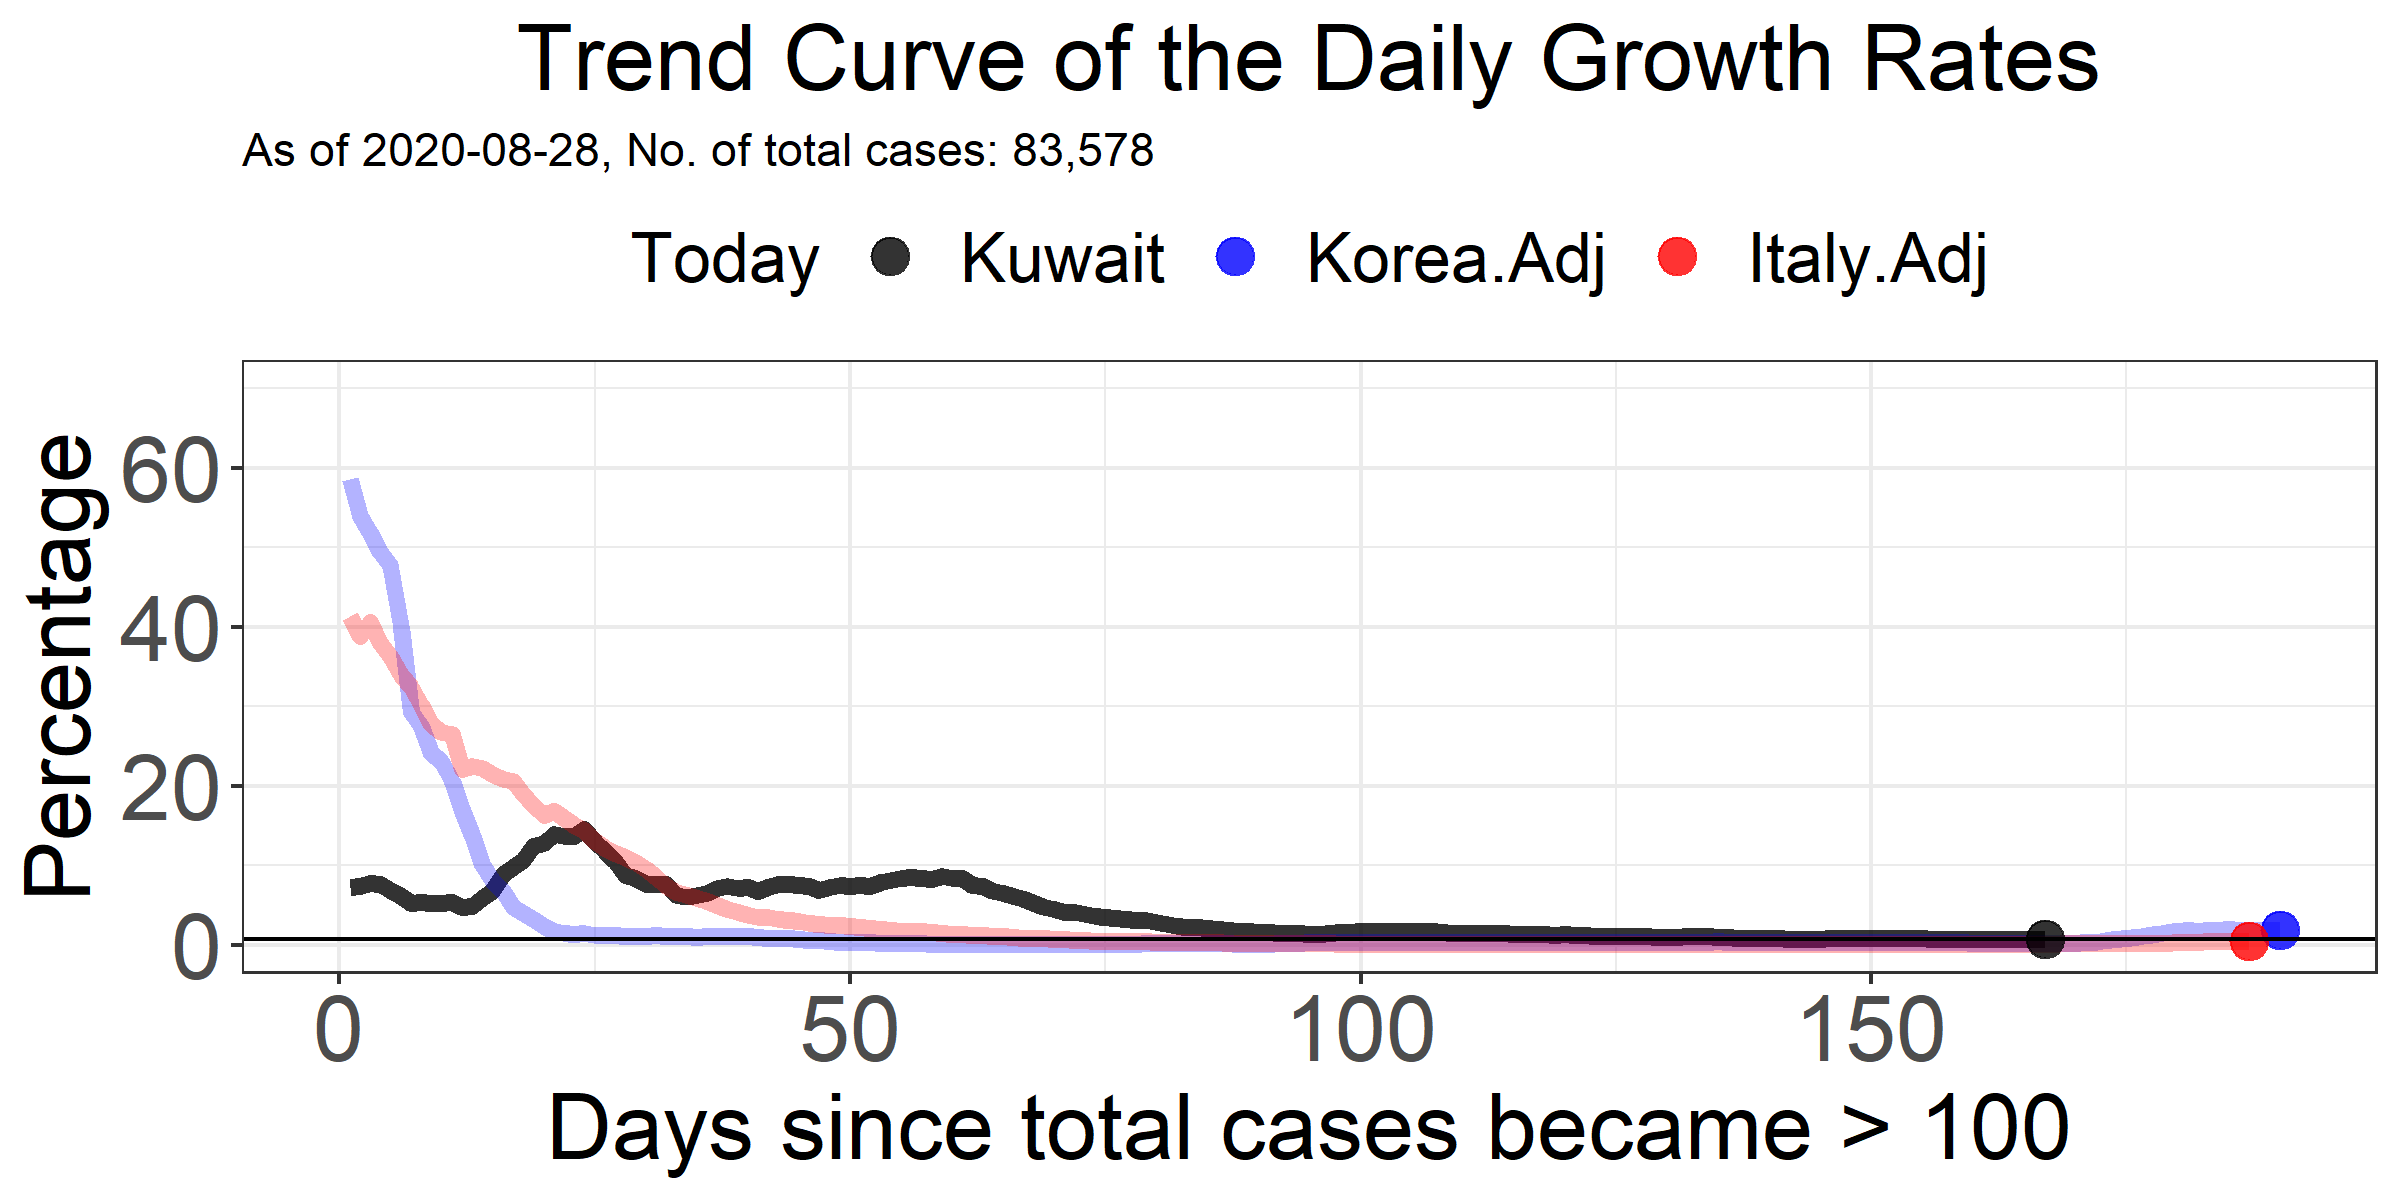 Trend Curve of the Daily Growth Rates
As of 2020-08-28, No. of total cases: 83,578
Today Kuwait Korea.Adj Italy.Adj
Percentage
60
40
20
0
0 50 100 150
Days since total cases became > 100